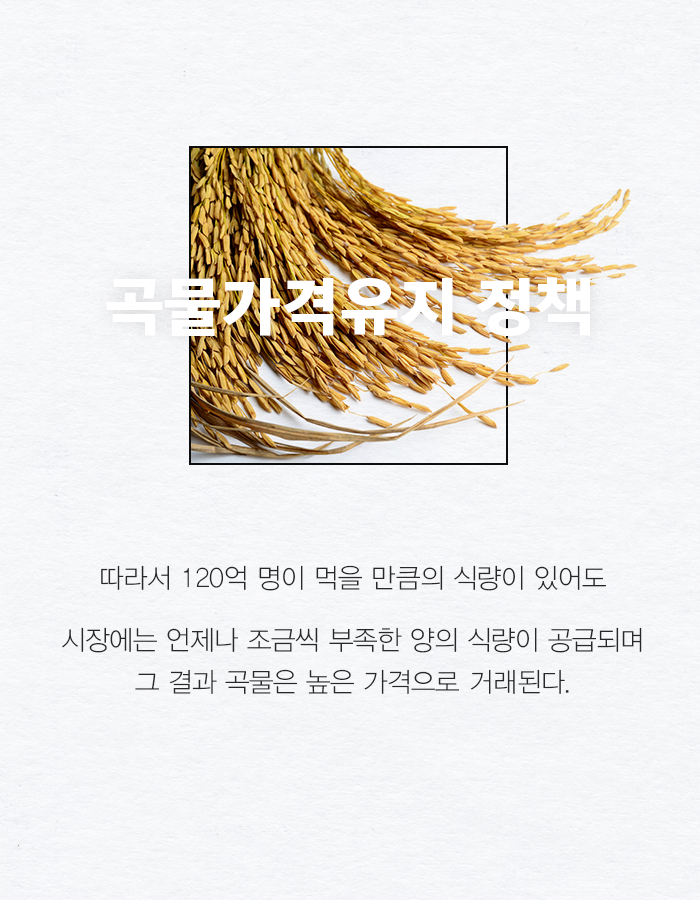 곡물가격유지 정책
따라서 120억 명이 먹을 만큼의 식량이 있어도
시장에는 언제나 조금씩 부족한 양의 식량이 공급되며
그 결과 곡물은 높은 가격으로 거래된다.